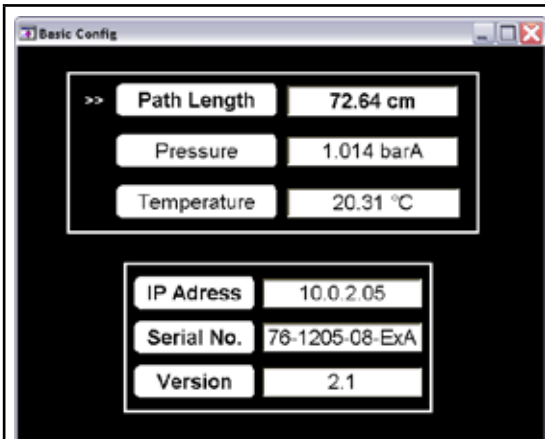 Basic Config
>> Path Length 72.64 cm
Pressure 1.014 barA
Temperature 20.31 °C
IP Adress 10.0.2.05
Serial No. 76-1205-08-ExA
Version 2.1